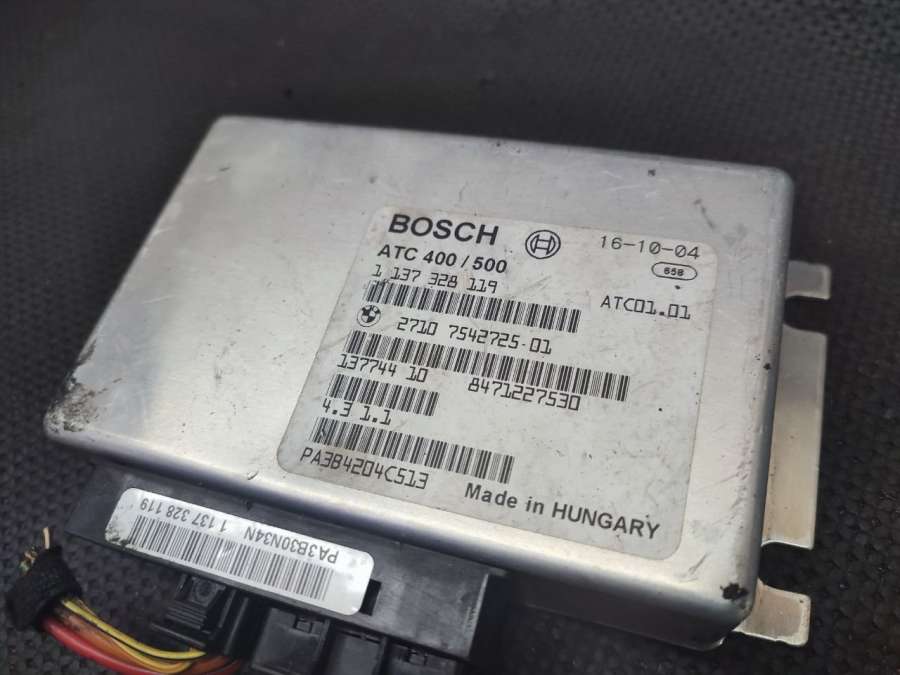 BOSCH
16-10-04
ATC 400 / 500
658
1 137 328 119
ATC01.01
2710 7542725-01
137744 10 8471227530
4.3 1.1
PA3B4204C513
Made in HUNGARY
PA3B30N34N 1 137 328 119